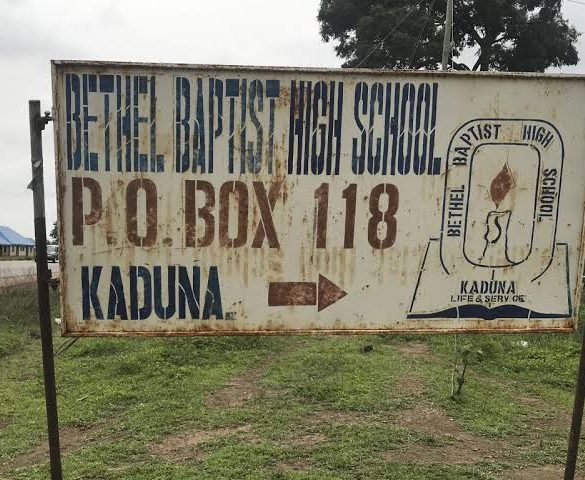 BETHEL BAPTIST HIGH SCHOOL
P.O. BOX 118
KADUNA
BETHEL BAPTIST HIGH SCHOOL
KADUNA
LIFE & SERVICE